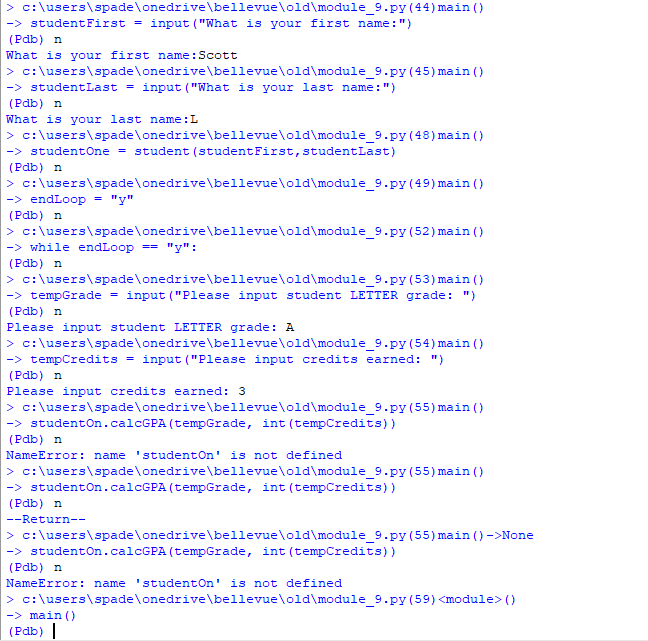 > c:\users\spade\onedrive\bellevue\old\module_9.py(44)main()
-> studentFirst = input("What is your first name:")
(Pdb) n
What is your first name:Scott
> c:\users\spade\onedrive\bellevue\old\module_9.py(45)main()
-> studentLast = input("What is your last name:")
(Pdb) n
What is your last name:L
> c:\users\spade\onedrive\bellevue\old\module_9.py(48)main()
-> studentOne = student(studentFirst,studentLast)
(Pdb) n
> c:\users\spade\onedrive\bellevue\old\module_9.py(49)main()
-> endLoop = "y"
(Pdb) n
> c:\users\spade\onedrive\bellevue\old\module_9.py(52)main()
-> while endLoop == "y":
(Pdb) n
> c:\users\spade\onedrive\bellevue\old\module_9.py(53)main()
-> tempGrade = input("Please input student LETTER grade: ")
(Pdb) n
Please input student LETTER grade: A
> c:\users\spade\onedrive\bellevue\old\module_9.py(54)main()
-> tempCredits = input("Please input credits earned: ")
(Pdb) n
Please input credits earned: 3
> c:\users\spade\onedrive\bellevue\old\module_9.py(55)main()
-> studentOn.calcGPA(tempGrade, int(tempCredits))
(Pdb) n
NameError: name 'studentOn' is not defined
> c:\users\spade\onedrive\bellevue\old\module_9.py(55)main()
-> studentOn.calcGPA(tempGrade, int(tempCredits))
(Pdb) n
--Return--
> c:\users\spade\onedrive\bellevue\old\module_9.py(55)main()->None
-> studentOn.calcGPA(tempGrade, int(tempCredits))
(Pdb) n
NameError: name 'studentOn' is not defined
> c:\users\spade\onedrive\bellevue\old\module_9.py(59)<module>()
-> main()
(Pdb)